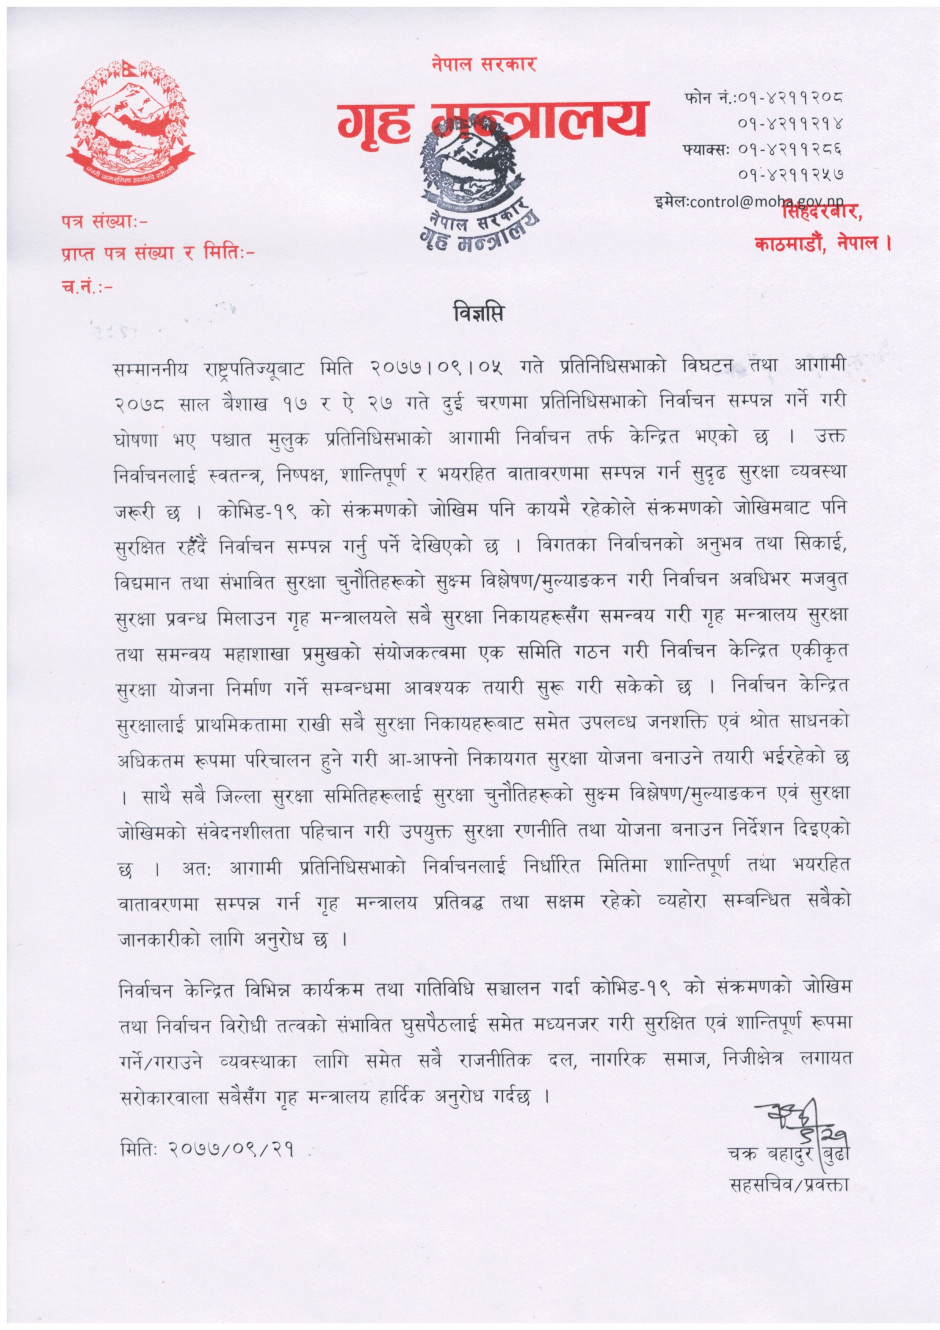 नेपाल सरकार
गृह मन्त्रालय
फोन नं.:०१-४२११२०८
०१-४२११२१४
फ्याक्सः ०१-४२११२८६
०१-४२११२५७
इमेलःcontrol@moha.gov.np
सिंहदरबार,
काठमाडौं, नेपाल ।
नेपाल सरकार
गृह मन्त्रालय
पत्र संख्याः-
प्राप्त पत्र संख्या र मितिः-
च.नं.:-
विज्ञप्ति
सम्माननीय राष्ट्रपतिज्यूबाट मिति २०७७।०९।०५ गते प्रतिनिधिसभाको विघटन तथा आगामी
२०७८ साल बैशाख १७ र ऐ २७ गते दुई चरणमा प्रतिनिधिसभाको निर्वाचन सम्पन्न गर्ने गरी
घोषणा भए पश्चात मुलुक प्रतिनिधिसभाको आगामी निर्वाचन तर्फ केन्द्रित भएको छ । उक्त
निर्वाचनलाई स्वतन्त्र, निष्पक्ष, शान्तिपूर्ण र भयरहित वातावरणमा सम्पन्न गर्न सुदृढ सुरक्षा व्यवस्था
जरूरी छ । कोभिड-१९ को संक्रमणको जोखिम पनि कायमै रहेकोले संक्रमणको जोखिमबाट पनि
सुरक्षित रहँदै निर्वाचन सम्पन्न गर्नु पर्ने देखिएको छ । विगतका निर्वाचनको अनुभव तथा सिकाई,
विद्यमान तथा संभावित सुरक्षा चुनौतिहरूको सुक्ष्म विश्लेषण/मुल्याङकन गरी निर्वाचन अवधिभर मजवुत
सुरक्षा प्रवन्ध मिलाउन गृह मन्त्रालयले सबै सुरक्षा निकायहरूसँग समन्वय गरी गृह मन्त्रालय सुरक्षा
तथा समन्वय महाशाखा प्रमुखको संयोजकत्वमा एक समिति गठन गरी निर्वाचन केन्द्रित एकीकृत
सुरक्षा योजना निर्माण गर्ने सम्बन्धमा आवश्यक तयारी सुरू गरी सकेको छ । निर्वाचन केन्द्रित
सुरक्षालाई प्राथमिकतामा राखी सबै सुरक्षा निकायहरूबाट समेत उपलव्ध जनशक्ति एवं श्रोत साधनको
अधिकतम रूपमा परिचालन हुने गरी आ-आफ्नो निकायगत सुरक्षा योजना बनाउने तयारी भईरहेको छ
। साथै सबै जिल्ला सुरक्षा समितिहरूलाई सुरक्षा चुनौतिहरूको सुक्ष्म विश्लेषण/मुल्याङकन एवं सुरक्षा
जोखिमको संवेदनशीलता पहिचान गरी उपयुक्त सुरक्षा रणनीति तथा योजना बनाउन निर्देशन दिइएको
छ । अतः आगामी प्रतिनिधिसभाको निर्वाचनलाई निर्धारित मितिमा शान्तिपूर्ण तथा भयरहित
वातावरणमा सम्पन्न गर्न गृह मन्त्रालय प्रतिवद्ध तथा सक्षम रहेको व्यहोरा सम्बन्धित सबैको
जानकारीको लागि अनुरोध छ ।
निर्वाचन केन्द्रित विभिन्न कार्यक्रम तथा गतिविधि सञ्चालन गर्दा कोभिड-१९ को संक्रमणको जोखिम
तथा निर्वाचन विरोधी तत्वको संभावित घुसपैठलाई समेत मध्यनजर गरी सुरक्षित एवं शान्तिपूर्ण रूपमा
गर्ने/गराउने व्यवस्थाका लागि समेत सबै राजनीतिक दल, नागरिक समाज, निजीक्षेत्र लगायत
सरोकारवाला सबैसँग गृह मन्त्रालय हार्दिक अनुरोध गर्दछ ।
मितिः २०७७/०९/२१
९/२१
चक्र बहादुर बुढा
सहसचिव/प्रवक्ता